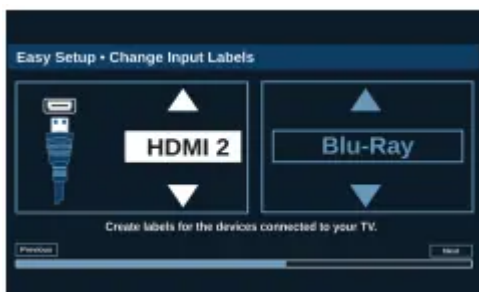 Easy Setup • Change Input Labels
HDMI 2
Blu-Ray
Create labels for the devices connected to your TV.
Previous
Next